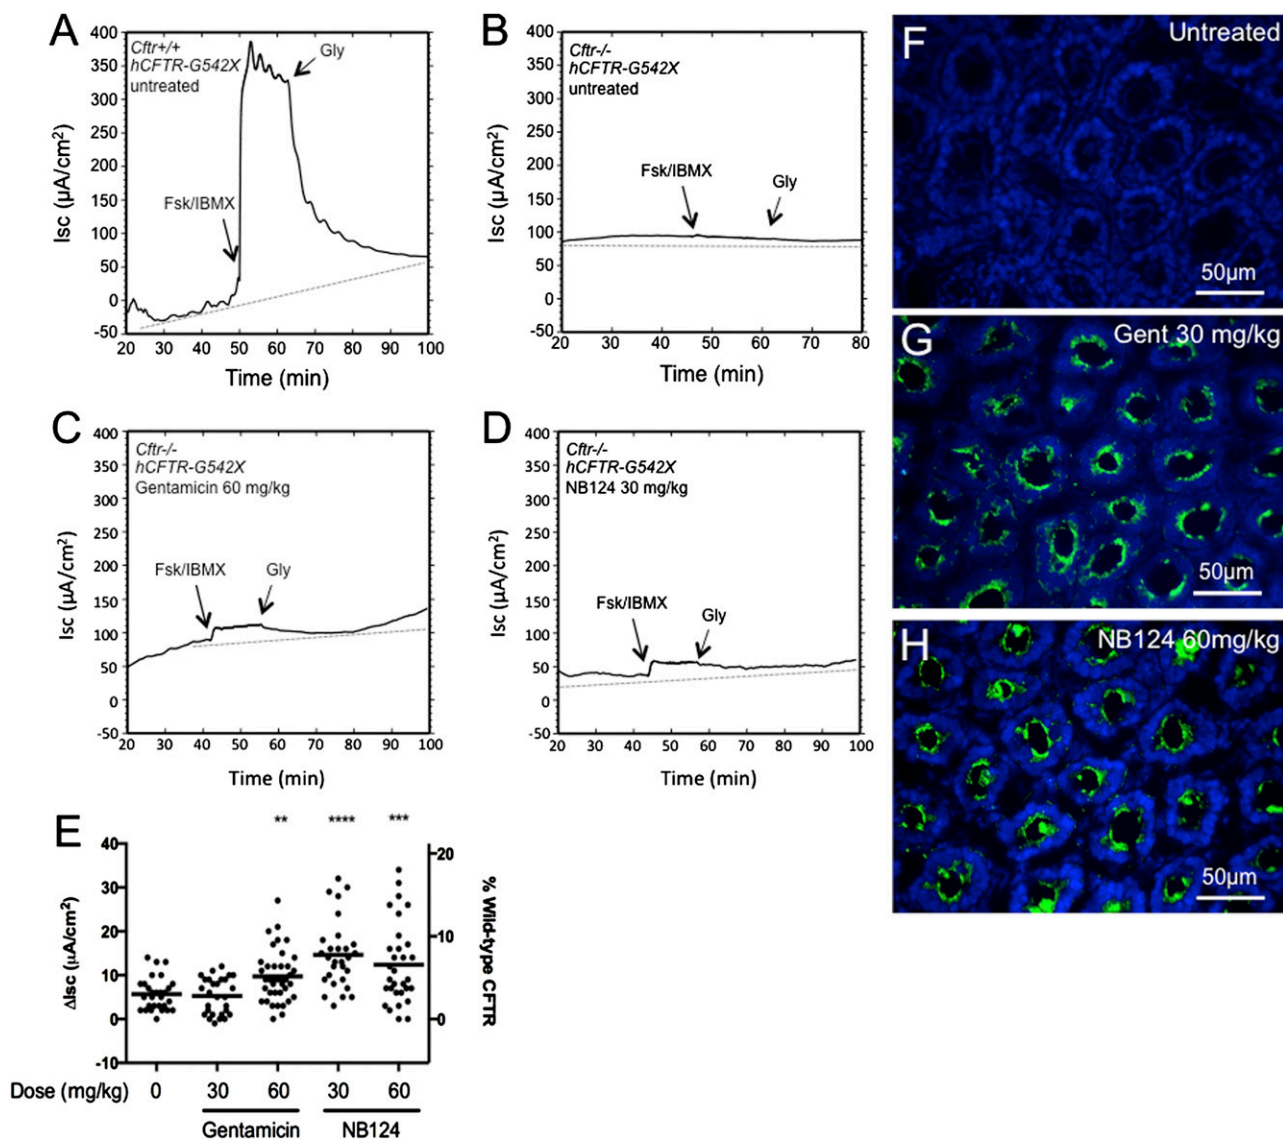 A
Cftr+/+
hCFTR-G542X
untreated
Gly
Fsk/IBMX
Isc (µA/cm²)
400
350
300
250
200
150
100
50
0
-50
20 30 40 50 60 70 80 90 100
Time (min)
B
Cftr-/-
hCFTR-G542X
untreated
Fsk/IBMX
Gly
Isc (µA/cm²)
400
350
300
250
200
150
100
50
0
-50
20 30 40 50 60 70 80
Time (min)
C
Cftr-/-
hCFTR-G542X
Gentamicin 60 mg/kg
Fsk/IBMX
Gly
Isc (µA/cm²)
400
350
300
250
200
150
100
50
0
-50
20 30 40 50 60 70 80 90 100
Time (min)
D
Cftr-/-
hCFTR-G542X
NB124 30 mg/kg
Fsk/IBMX
Gly
Isc (µA/cm²)
400
350
300
250
200
150
100
50
0
-50
20 30 40 50 60 70 80 90 100
Time (min)
E
** **** ***
ΔIsc (µA/cm²)
40
30
20
10
0
-10
20
10
0
% Wild-type CFTR
Dose (mg/kg) 0 30 60 30 60
Gentamicin NB124
F
Untreated
50µm
G
Gent 30 mg/kg
50µm
H
NB124 60mg/kg
50µm